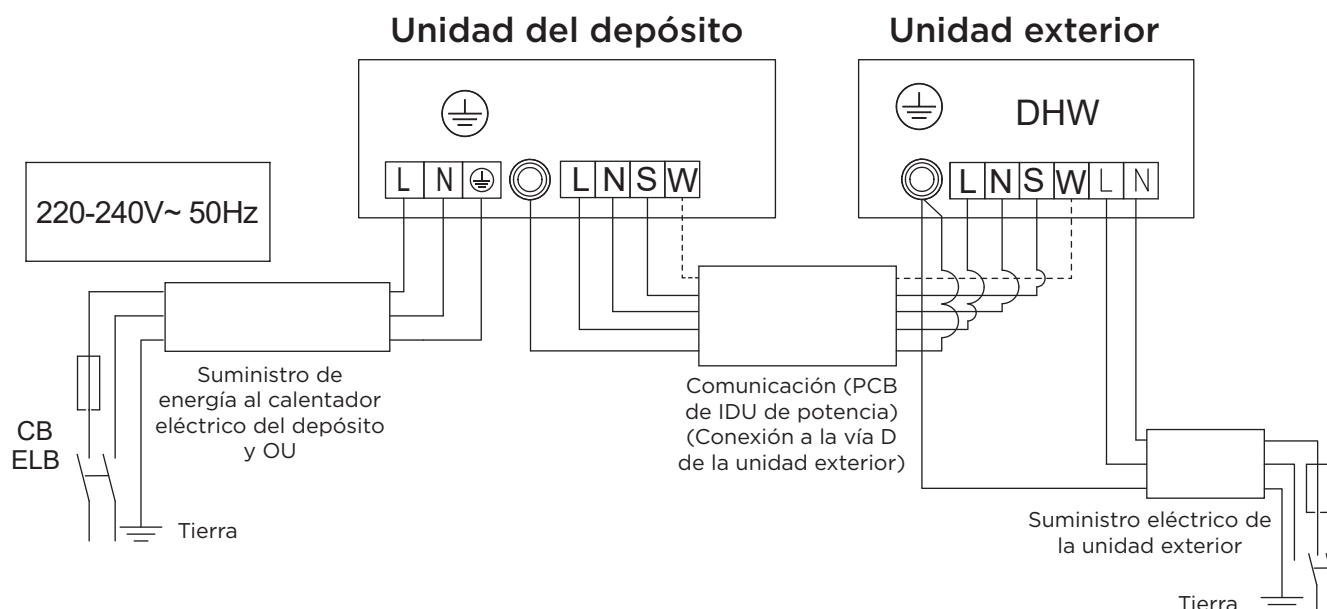 Unidad del depósito
Unidad exterior
DHW
L N
L N S W
L N S W L N
220-240V~ 50Hz
Suministro de
energía al calentador
eléctrico del depósito
y OU
Comunicación (PCB
de IDU de potencia)
(Conexión a la vía D
de la unidad exterior)
CB
ELB
Tierra
Suministro eléctrico de
la unidad exterior
Tierra